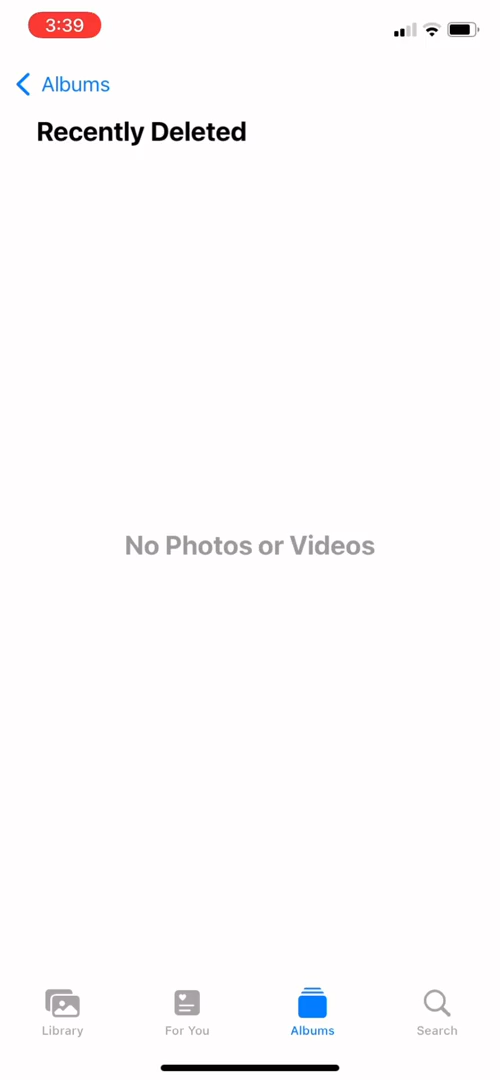 3:39
Albums
Recently Deleted
No Photos or Videos
Library
For You
Albums
Search